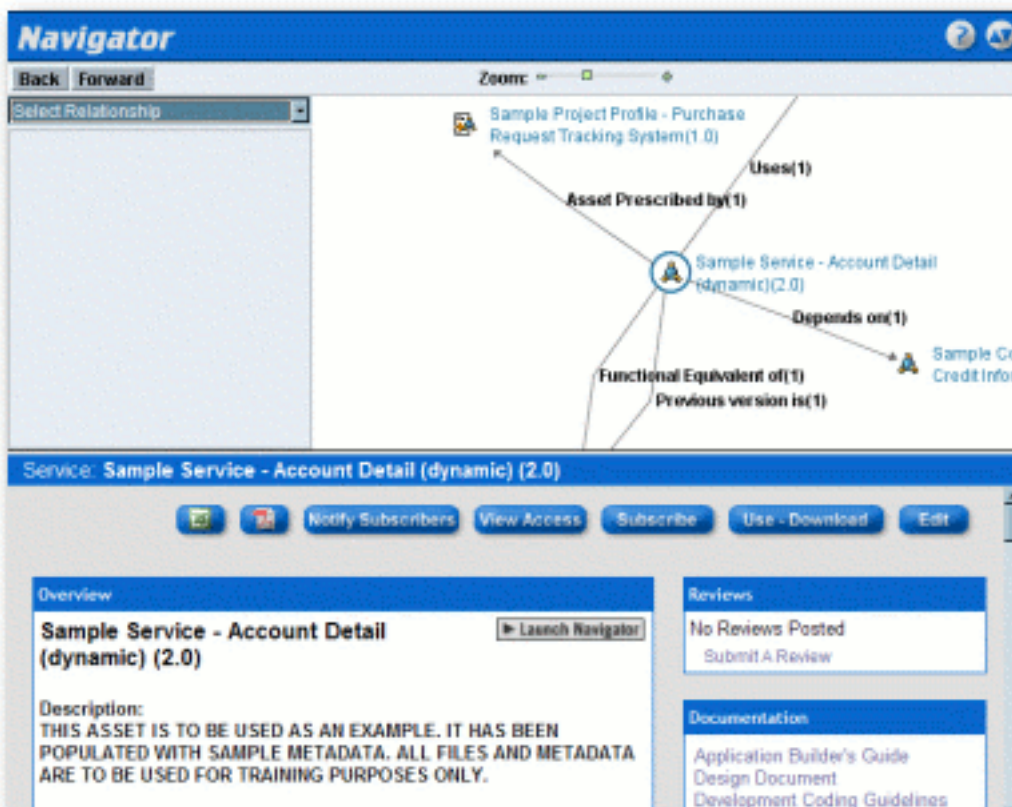 Navigator
?
Back Forward
Zoom:
Select Relationship
Sample Project Profile - Purchase
Request Tracking System(1.0)
Uses(1)
Asset Prescribed by(1)
Sample Service - Account Detail
(dynamic)(2.0)
Depends on(1)
Sample Co
Credit Info
Functional Equivalent of(1)
Previous version is(1)
Service: Sample Service - Account Detail (dynamic) (2.0)
Notify Subscribers View Access Subscribe Use - Download Edit
Overview
Sample Service - Account Detail
(dynamic) (2.0)
Launch Navigator
Description:
THIS ASSET IS TO BE USED AS AN EXAMPLE. IT HAS BEEN
POPULATED WITH SAMPLE METADATA. ALL FILES AND METADATA
ARE TO BE USED FOR TRAINING PURPOSES ONLY.
Reviews
No Reviews Posted
Submit A Review
Documentation
Application Builder's Guide
Design Document
Development Coding Guidelines